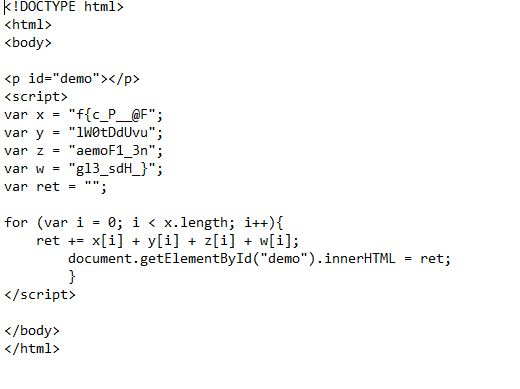 <!DOCTYPE html>
<html>
<body>
<p id="demo"></p>
<script>
var x = "f{c_P__@F";
var y = "lW0tDdUvu";
var z = "aemoF1_3n";
var w = "gl3_sdH_}";
var ret = "";
for (var i = 0; i < x.length; i++){
ret += x[i] + y[i] + z[i] + w[i];
document.getElementById("demo").innerHTML = ret;
}
</script>
</body>
</html>